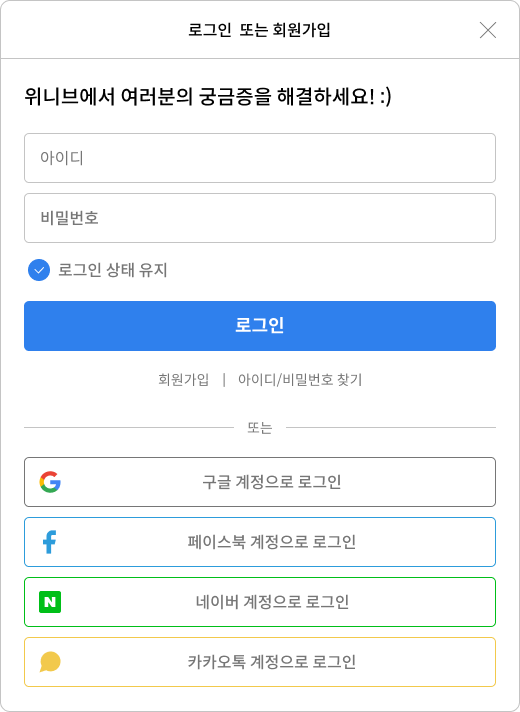 로그인 또는 회원가입
위니브에서 여러분의 궁금증을 해결하세요! :)
아이디
비밀번호
로그인 상태 유지
로그인
회원가입 | 아이디/비밀번호 찾기
또는
구글 계정으로 로그인
페이스북 계정으로 로그인
네이버 계정으로 로그인
카카오톡 계정으로 로그인